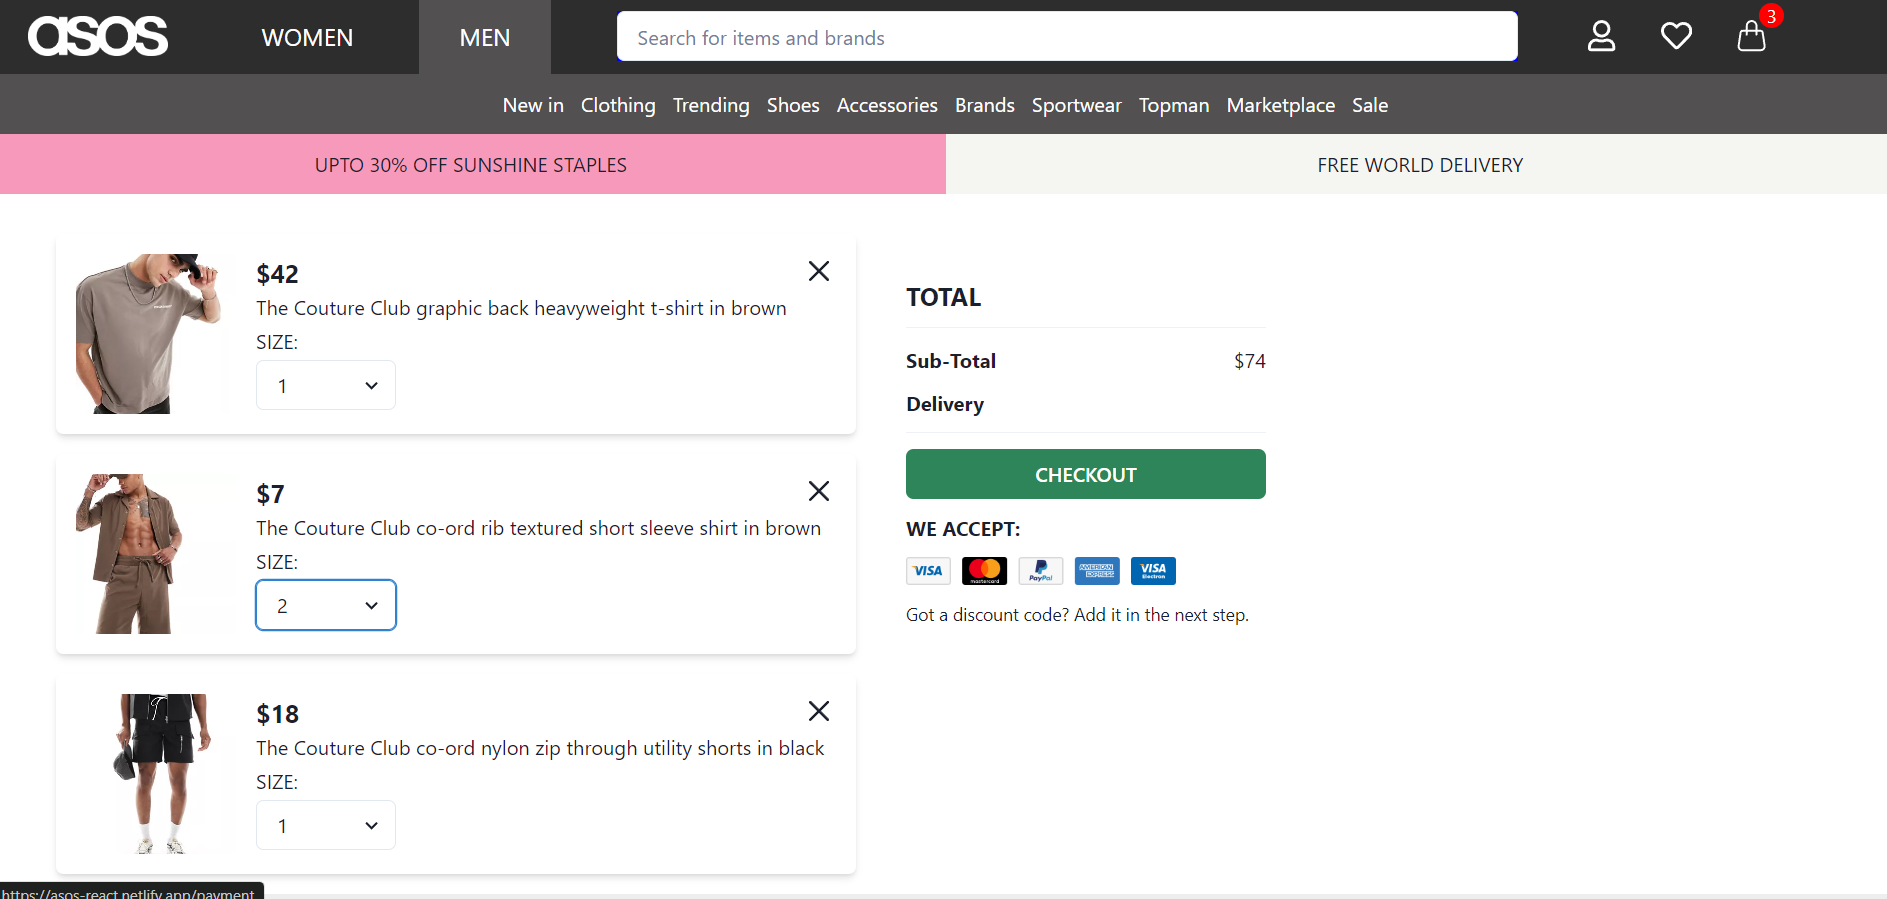 asos
WOMEN
MEN
Search for items and brands
3
New in Clothing Trending Shoes Accessories Brands Sportwear Topman Marketplace Sale
UPTO 30% OFF SUNSHINE STAPLES
FREE WORLD DELIVERY
$42
The Couture Club graphic back heavyweight t-shirt in brown
SIZE:
1
$7
The Couture Club co-ord rib textured short sleeve shirt in brown
SIZE:
2
$18
The Couture Club co-ord nylon zip through utility shorts in black
SIZE:
1
TOTAL
Sub-Total $74
Delivery
CHECKOUT
WE ACCEPT:
VISA
mastercard
PayPal
AMERICAN EXPRESS
VISA Electron
Got a discount code? Add it in the next step.
https://asos-react.netlify.app/payment